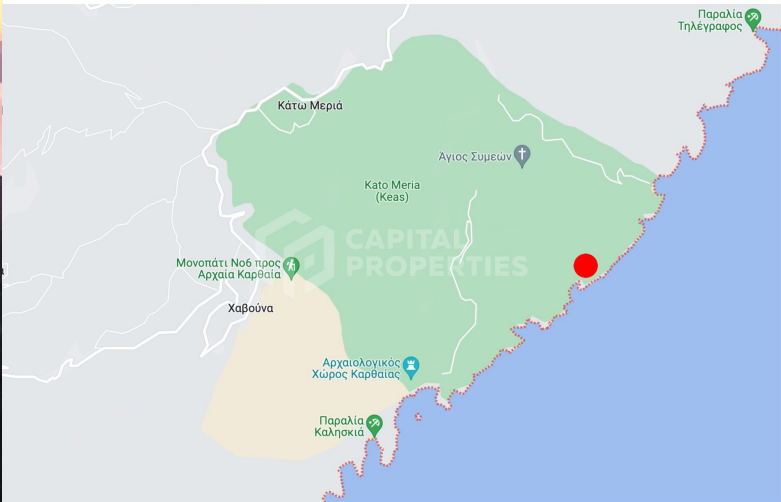 Παραλία
Τηλέγραφος
Κάτω Μεριά
Άγιος Συμεών
Kato Meria
(Keas)
CAPITAL
PROPERTIES
Μονοπάτι Νο6 προς
Αρχαία Καρθαία
Χαβούνα
Αρχαιολογικός
Χώρος Καρθαίας
Παραλία
Καλησκιά